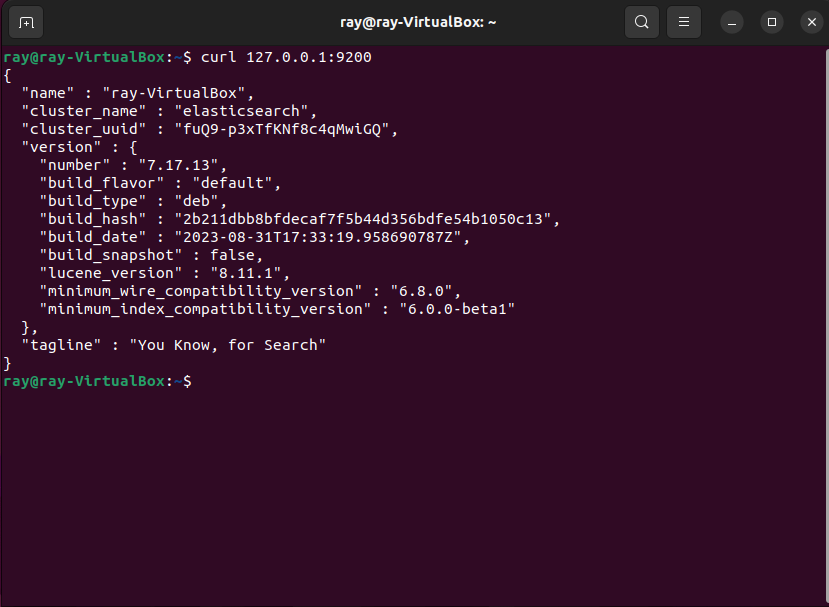 ray@ray-VirtualBox: ~
ray@ray-VirtualBox:~$ curl 127.0.0.1:9200
{
  "name" : "ray-VirtualBox",
  "cluster_name" : "elasticsearch",
  "cluster_uuid" : "fuQ9-p3xTfKNf8c4qMwiGQ",
  "version" : {
    "number" : "7.17.13",
    "build_flavor" : "default",
    "build_type" : "deb",
    "build_hash" : "2b211dbb8bfdecaf7f5b44d356bdfe54b1050c13",
    "build_date" : "2023-08-31T17:33:19.958690787Z",
    "build_snapshot" : false,
    "lucene_version" : "8.11.1",
    "minimum_wire_compatibility_version" : "6.8.0",
    "minimum_index_compatibility_version" : "6.0.0-beta1"
  },
  "tagline" : "You Know, for Search"
}
ray@ray-VirtualBox:~$